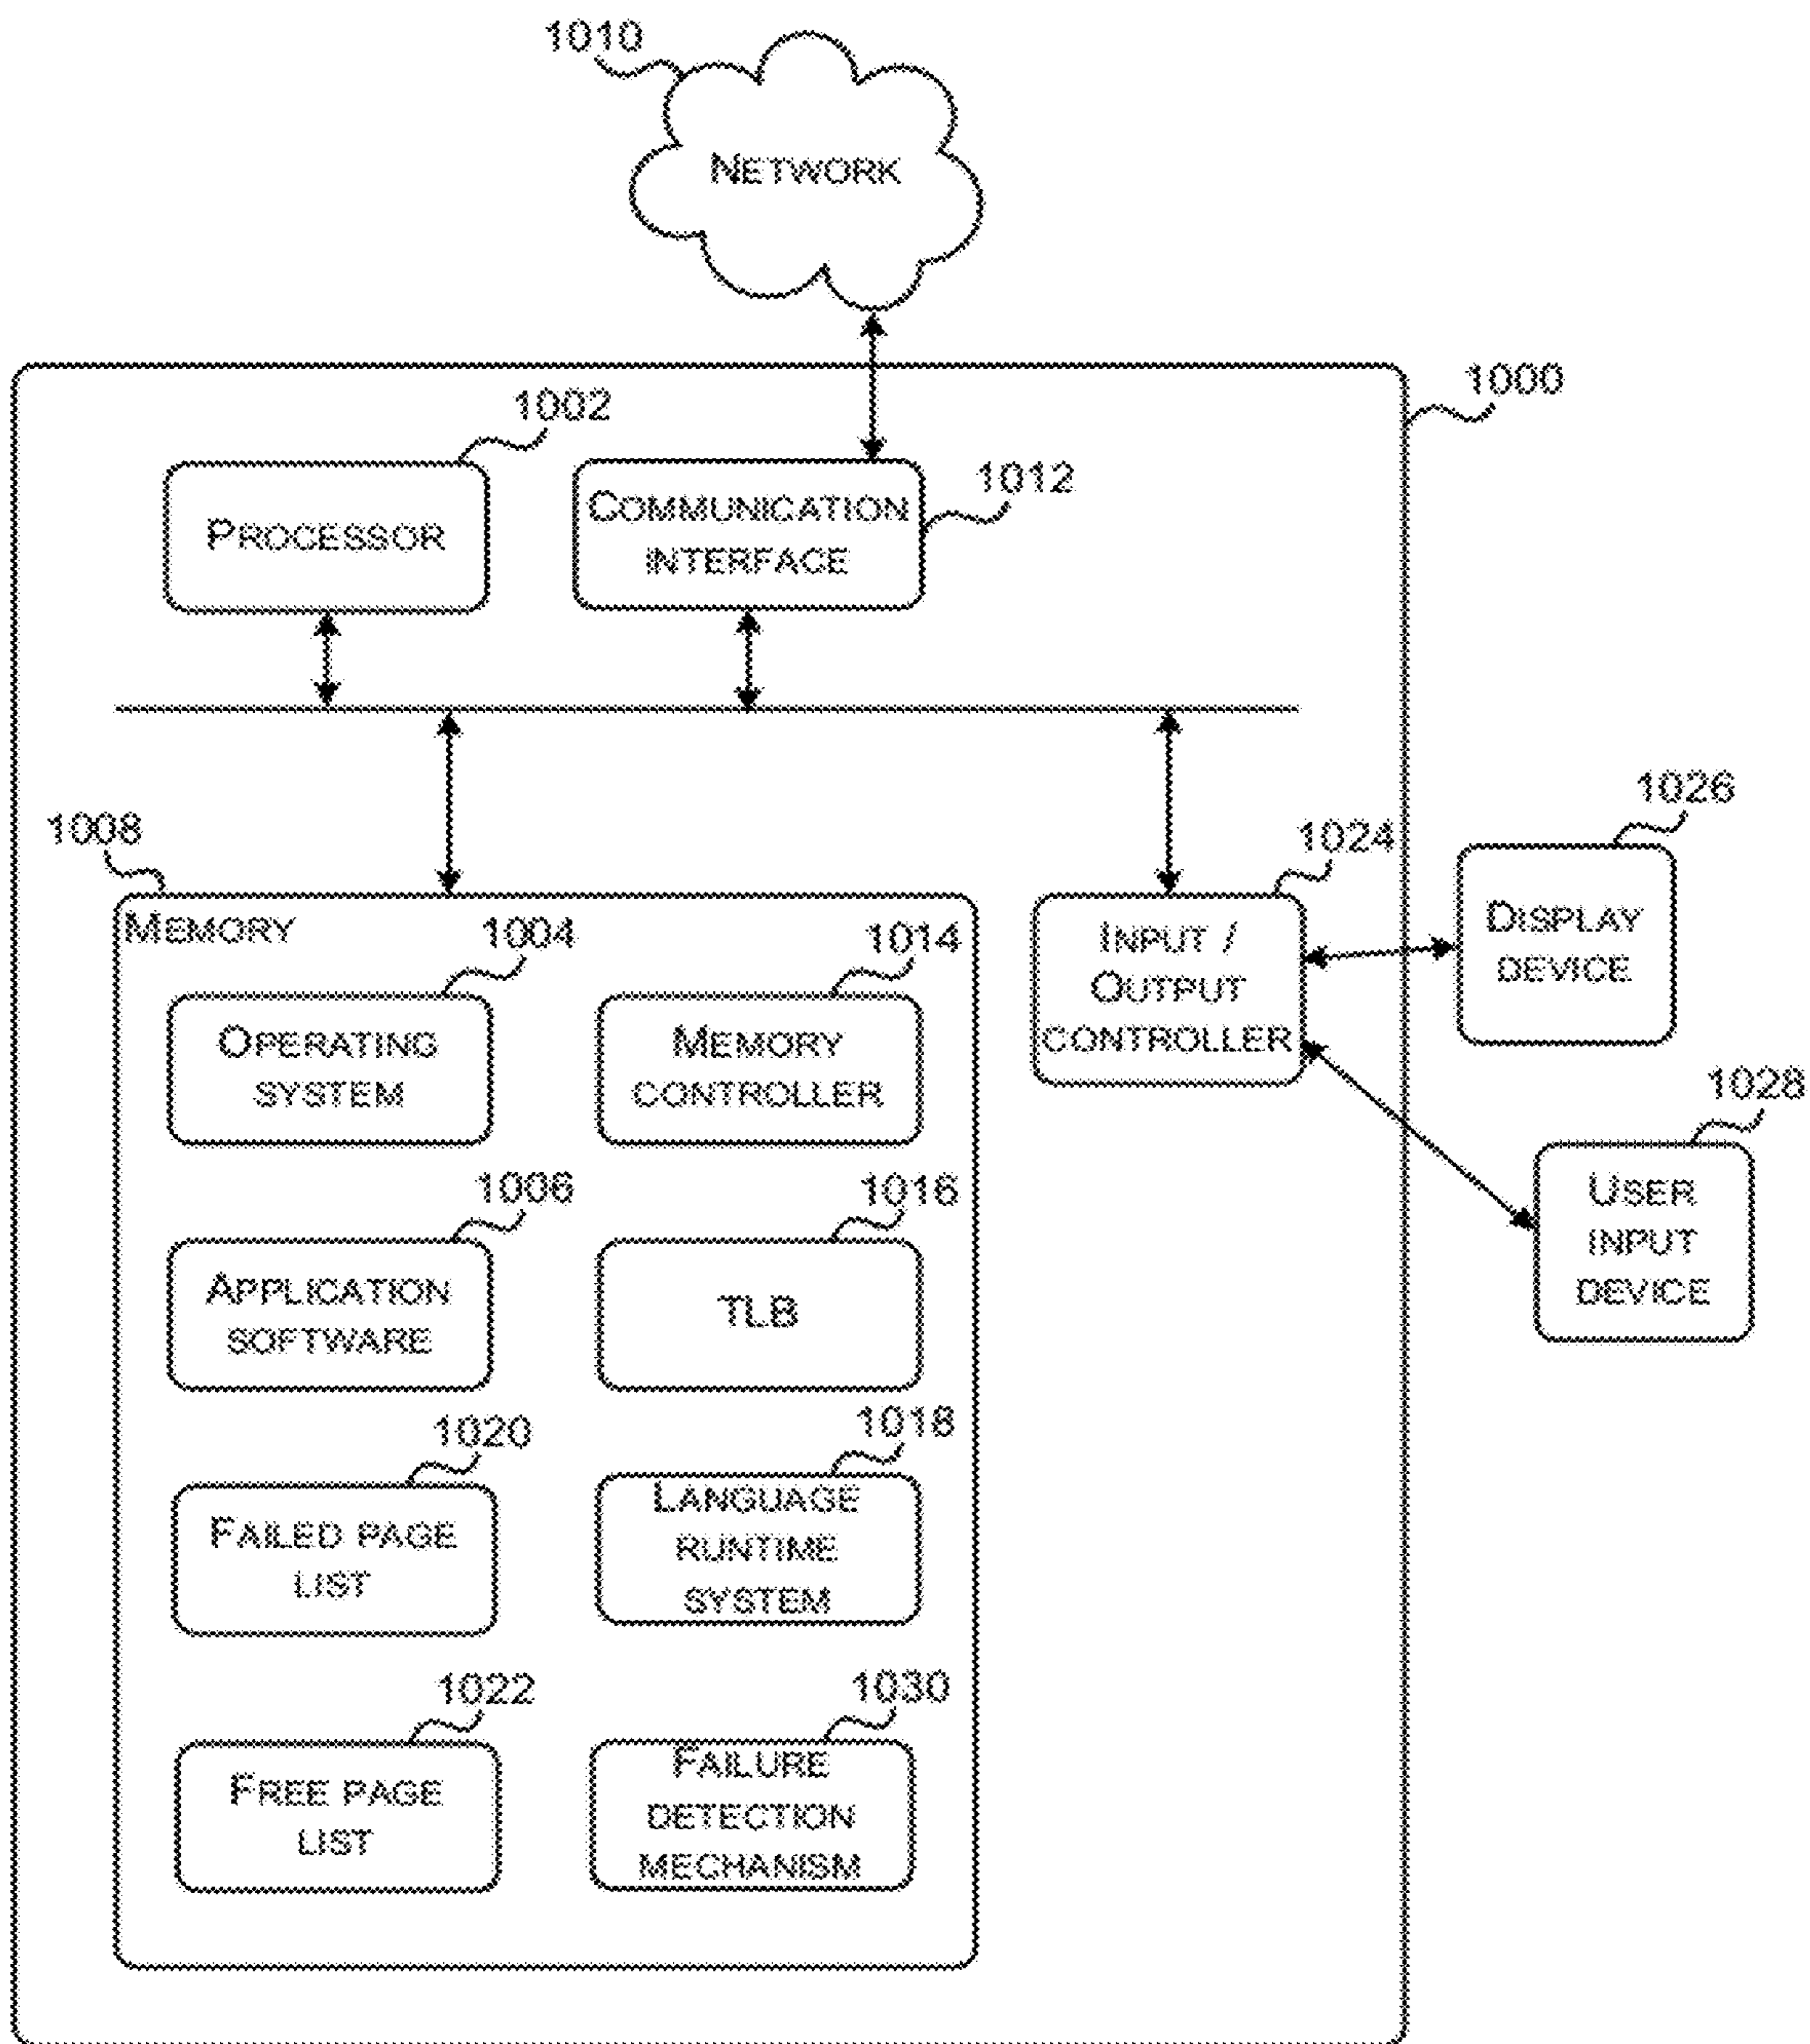 1010
NETWORK
1000
1002
PROCESSOR
1012
COMMUNICATION
INTERFACE
1008
MEMORY
1004
OPERATING
SYSTEM
1014
MEMORY
CONTROLLER
1006
APPLICATION
SOFTWARE
1016
TLB
1020
FAILED PAGE
LIST
1018
LANGUAGE
RUNTIME
SYSTEM
1022
FREE PAGE
LIST
1030
FAILURE
DETECTION
MECHANISM
1024
INPUT /
OUTPUT
CONTROLLER
1026
DISPLAY
DEVICE
1028
USER
INPUT
DEVICE